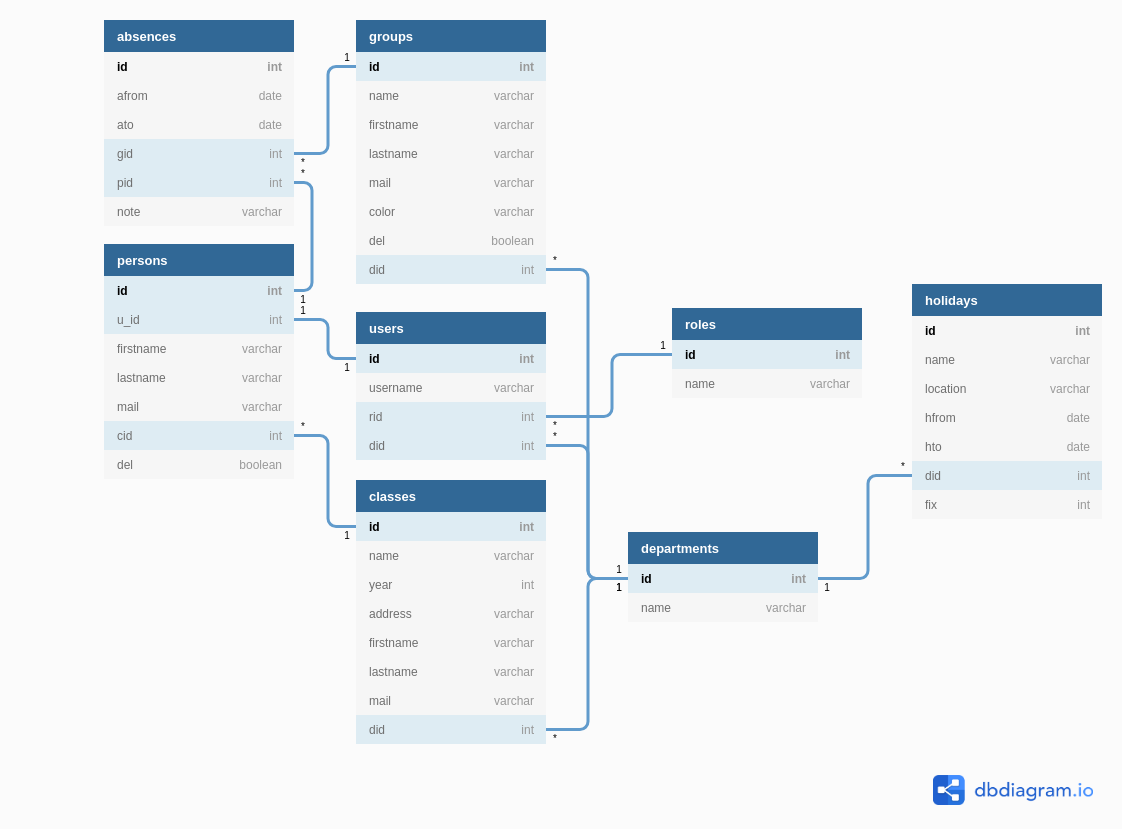 absences
id int
afrom date
ato date
gid int
pid int
note varchar
persons
id int
u_id int
firstname varchar
lastname varchar
mail varchar
cid int
del boolean
groups
id int
name varchar
firstname varchar
lastname varchar
mail varchar
color varchar
del boolean
did int
users
id int
username varchar
rid int
did int
classes
id int
name varchar
year int
address varchar
firstname varchar
lastname varchar
mail varchar
did int
roles
id int
name varchar
departments
id int
name varchar
holidays
id int
name varchar
location varchar
hfrom date
hto date
did int
fix int
1
*
*
1
1
1
*
1
*
*
*
1
1
1
*
1
*
dbdiagram.io